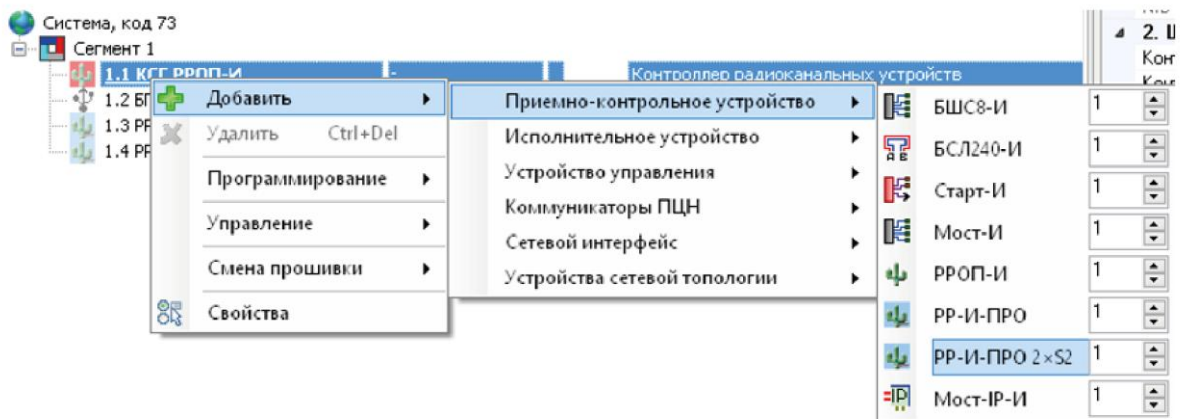 Система, код 73
Сегмент 1
1.1 КСГ РРОП-И - Контроллер радиоканальных устройств
1.2 БГ
1.3 РР
1.4 РР
Добавить
Удалить Ctrl+Del
Программирование
Управление
Смена прошивки
Свойства
Приемно-контрольное устройство
Исполнительное устройство
Устройство управления
Коммуникаторы ПЦН
Сетевой интерфейс
Устройства сетевой топологии
БШС8-И 1
БСЛ240-И 1
Старт-И 1
Мост-И 1
РРОП-И 1
РР-И-ПРО 1
РР-И-ПРО 2×S2 1
Мост-IP-И 1
2. Ш
Кон